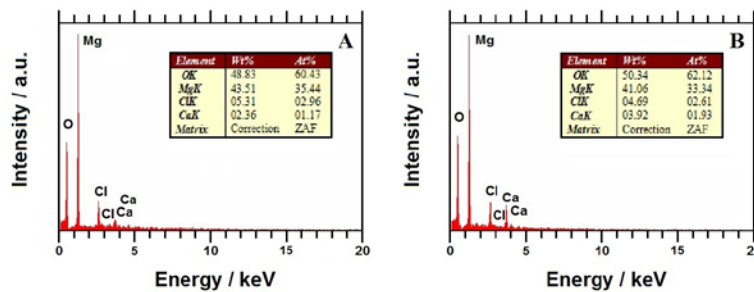 A
Mg
O
Cl
Cl
Ca
Ca
Element Wt% At%
OK 48.83 60.43
MgK 43.51 35.44
ClK 05.31 02.96
CaK 02.36 01.17
Matrix Correction ZAF
Intensity / a.u.
0 5 10 15 20
Energy / keV
B
Mg
O
Cl
Cl
Ca
Ca
Element Wt% At%
OK 50.34 62.12
MgK 41.06 33.34
ClK 04.69 02.61
CaK 03.92 01.93
Matrix Correction ZAF
Intensity / a.u.
0 5 10 15 20
Energy / keV